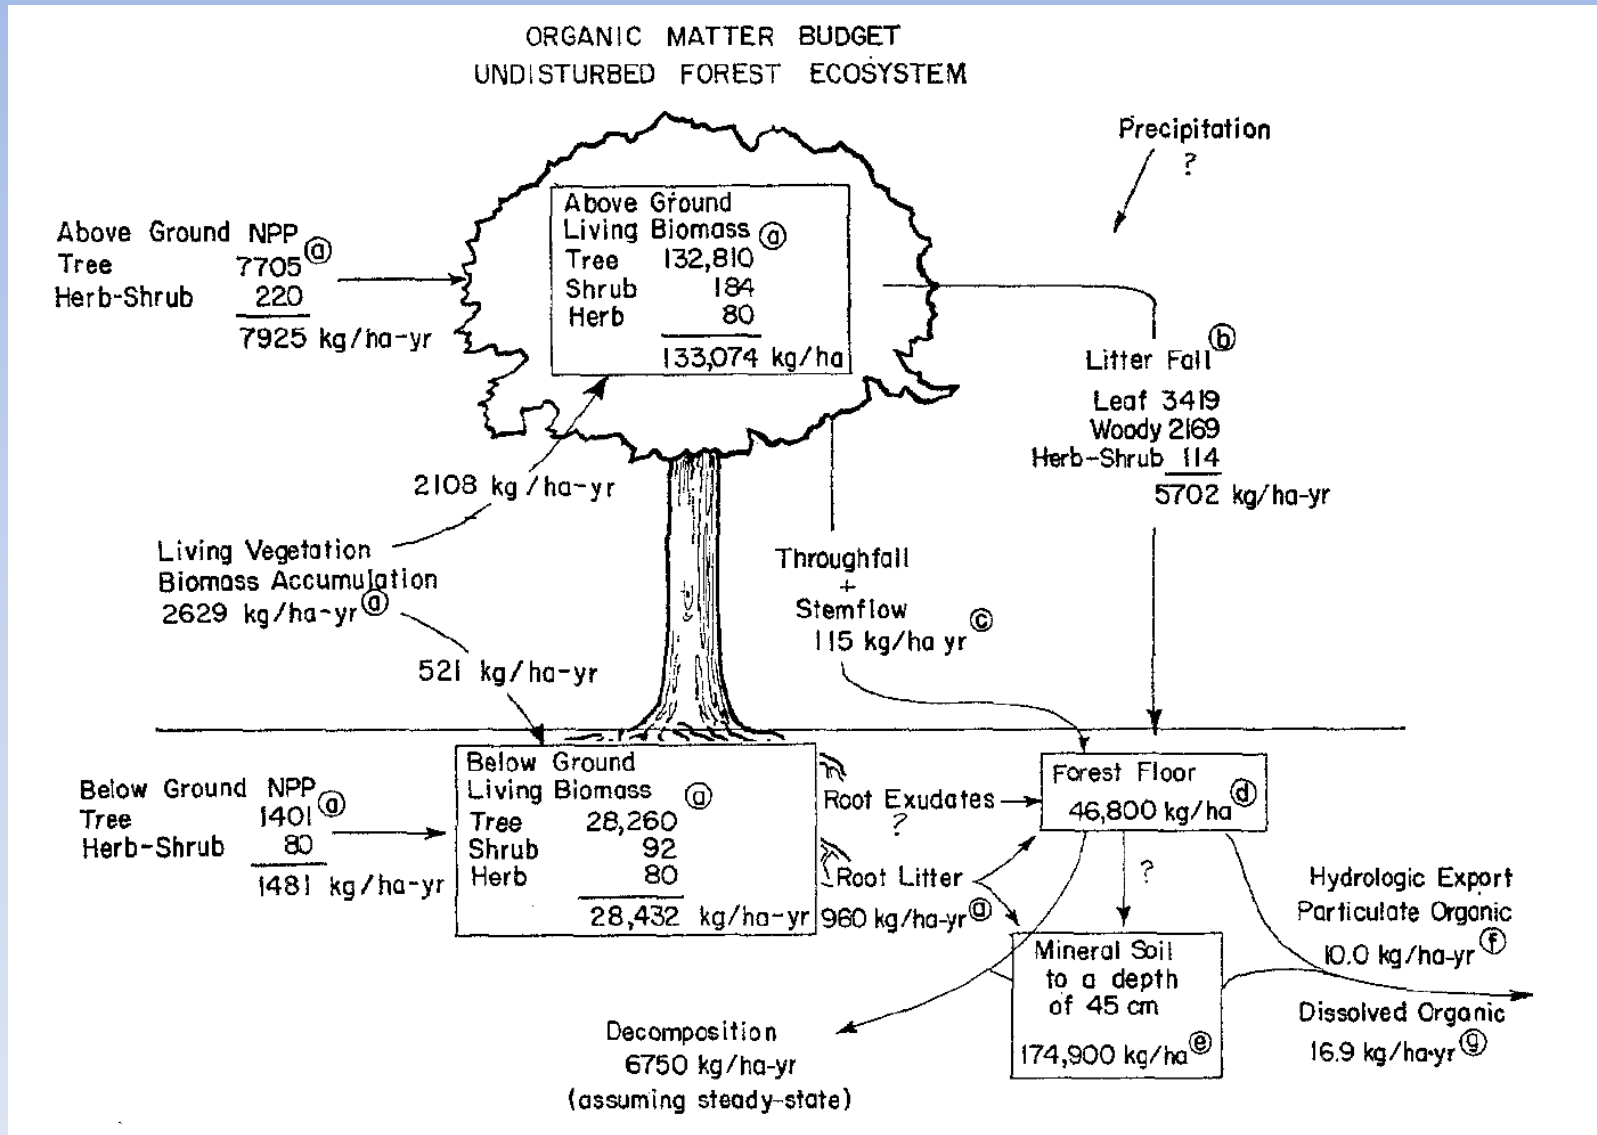 ORGANIC MATTER BUDGET
UNDISTURBED FOREST ECOSYSTEM
Precipitation
?
Above Ground NPP ⓐ
Tree 7705
Herb-Shrub 220
7925 kg/ha-yr
Above Ground
Living Biomass ⓐ
Tree 132,810
Shrub 184
Herb 80
133,074 kg/ha
Litter Fall ⓑ
Leaf 3419
Woody 2169
Herb-Shrub 114
5702 kg/ha-yr
2108 kg/ha-yr
Living Vegetation
Biomass Accumulation
2629 kg/ha-yr ⓐ
521 kg/ha-yr
Throughfall
+
Stemflow
115 kg/ha yr ⓒ
Below Ground NPP ⓐ
Tree 1401
Herb-Shrub 80
1481 kg/ha-yr
Below Ground
Living Biomass ⓐ
Tree 28,260
Shrub 92
Herb 80
28,432 kg/ha-yr
Root Exudates
?
Root Litter
960 kg/ha-yr ⓐ
Forest Floor
46,800 kg/ha ⓓ
?
Mineral Soil
to a depth
of 45 cm
174,900 kg/ha ⓔ
Hydrologic Export
Particulate Organic
10.0 kg/ha-yr ⓕ
Dissolved Organic
16.9 kg/ha-yr ⓖ
Decomposition
6750 kg/ha-yr
(assuming steady-state)